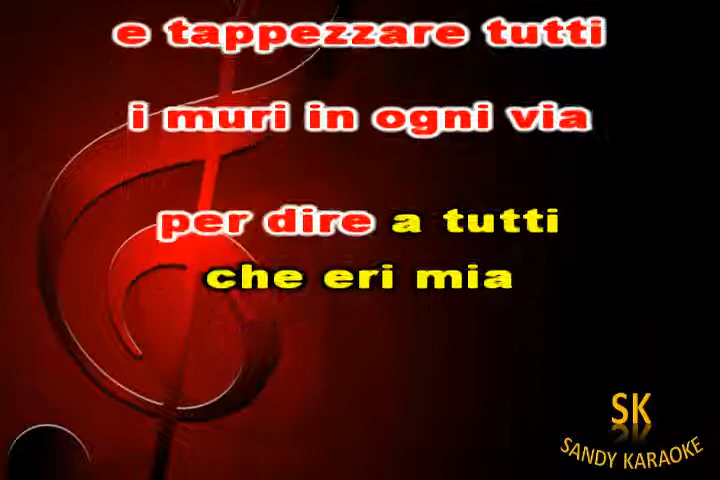 e tappezzare tutti
i muri in ogni via
per dire a tutti
che eri mia
SK
SANDY KARAOKE